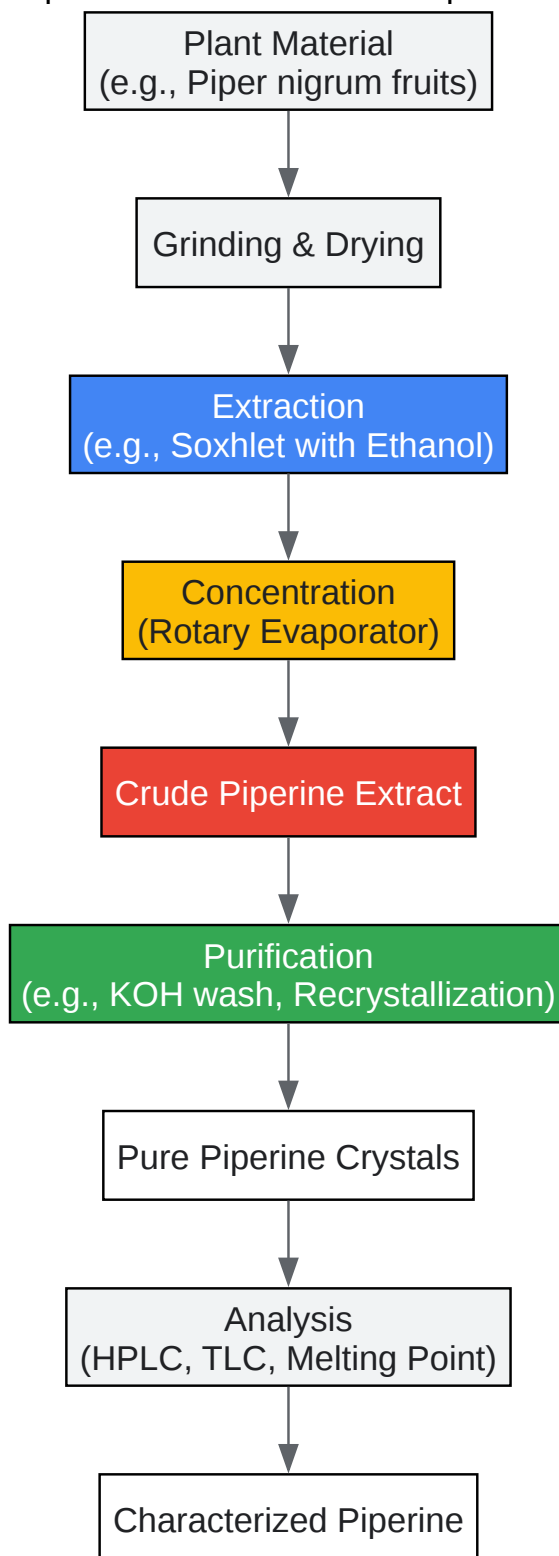 Plant Material
(e.g., Piper nigrum fruits)
Grinding & Drying
Extraction
(e.g., Soxhlet with Ethanol)
Concentration
(Rotary Evaporator)
Crude Piperine Extract
Purification
(e.g., KOH wash, Recrystallization)
Pure Piperine Crystals
Analysis
(HPLC, TLC, Melting Point)
Characterized Piperine